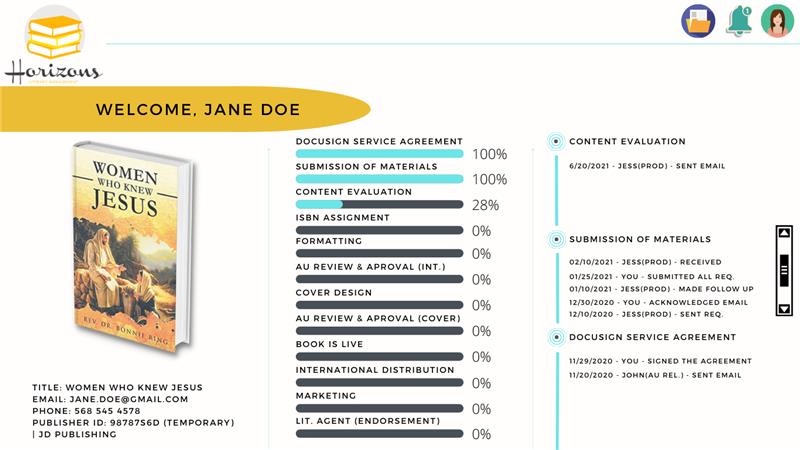 1
Horizons
WELCOME, JANE DOE
WOMEN
WHO KNEW
JESUS
REV. DR. BONNIE RING
TITLE: WOMEN WHO KNEW JESUS
EMAIL: JANE.DOE@GMAIL.COM
PHONE: 568 545 4578
PUBLISHER ID: 98787S6D (TEMPORARY)
| JD PUBLISHING
DOCUSIGN SERVICE AGREEMENT
100%
SUBMISSION OF MATERIALS
100%
CONTENT EVALUATION
28%
ISBN ASSIGNMENT
0%
FORMATTING
0%
AU REVIEW & APROVAL (INT.)
0%
COVER DESIGN
0%
AU REVIEW & APROVAL (COVER)
0%
BOOK IS LIVE
0%
INTERNATIONAL DISTRIBUTION
0%
MARKETING
0%
LIT. AGENT (ENDORSEMENT)
0%
CONTENT EVALUATION
6/20/2021 - JESS(PROD) - SENT EMAIL
SUBMISSION OF MATERIALS
02/10/2021 - JESS(PROD) - RECEIVED
01/25/2021 - YOU - SUBMITTED ALL REQ.
01/10/2021 - JESS(PROD) - MADE FOLLOW UP
12/30/2020 - YOU - ACKNOWLEDGED EMAIL
12/10/2020 - JESS(PROD) - SENT REQ.
DOCUSIGN SERVICE AGREEMENT
11/29/2020 - YOU - SIGNED THE AGREEMENT
11/20/2020 - JOHN(AU REL.) - SENT EMAIL